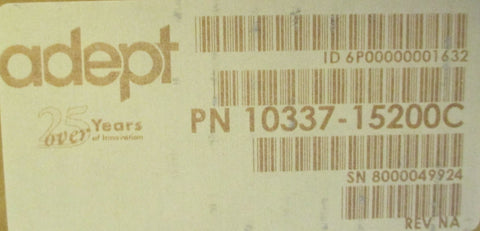 adept
ID 6P00000001632
PN 10337-15200C
over 25 Years
of Innovation
SN 8000049924
REV NA